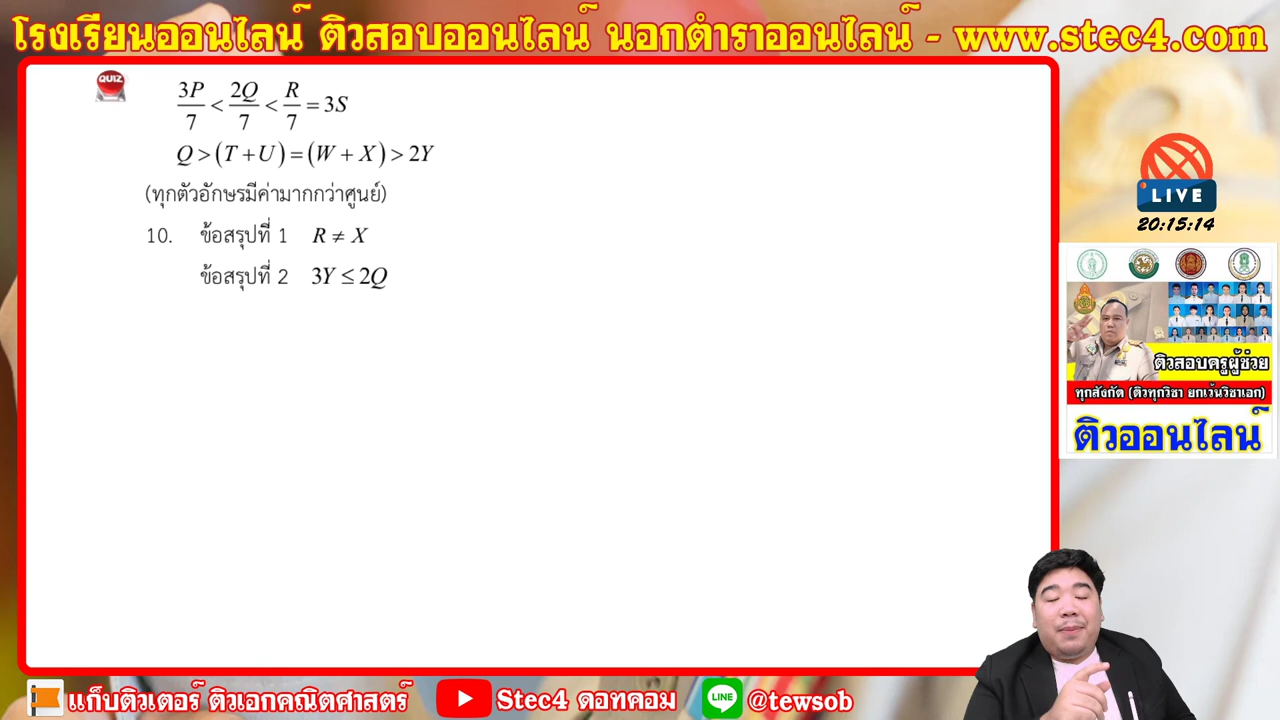 โรงเรียนออนไลน์ ติวสอบออนไลน์ นอกตำราออนไลน์ - www.stec4.com
QUIZ
3P/7 < 2Q/7 < R/7 = 3S
Q > (T + U) = (W + X) > 2Y
(ทุกตัวอักษรมีค่ามากกว่าศูนย์)
10. ข้อสรุปที่ 1 R ≠ X
ข้อสรุปที่ 2 3Y ≤ 2Q
LIVE
20:15:14
ติวสอบครูผู้ช่วย
ทุกสังกัด (ติวทุกวิชา ยกเว้นวิชาเอก)
ติวออนไลน์
แก็บติวเตอร์ ติวเอกคณิตศาสตร์ Stec4 ดอทคอม LINE @tewsob